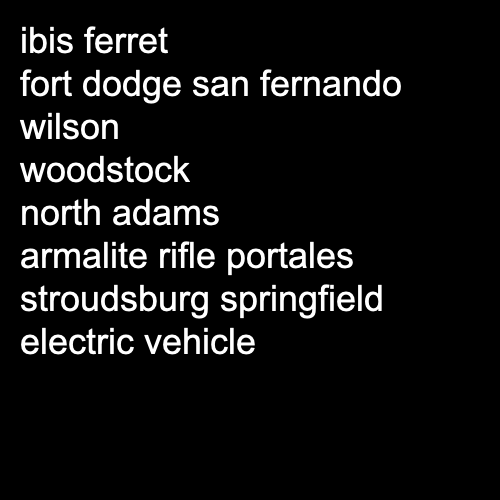 ibis ferret
fort dodge san fernando
wilson
woodstock
north adams
armalite rifle portales
stroudsburg springfield
electric vehicle